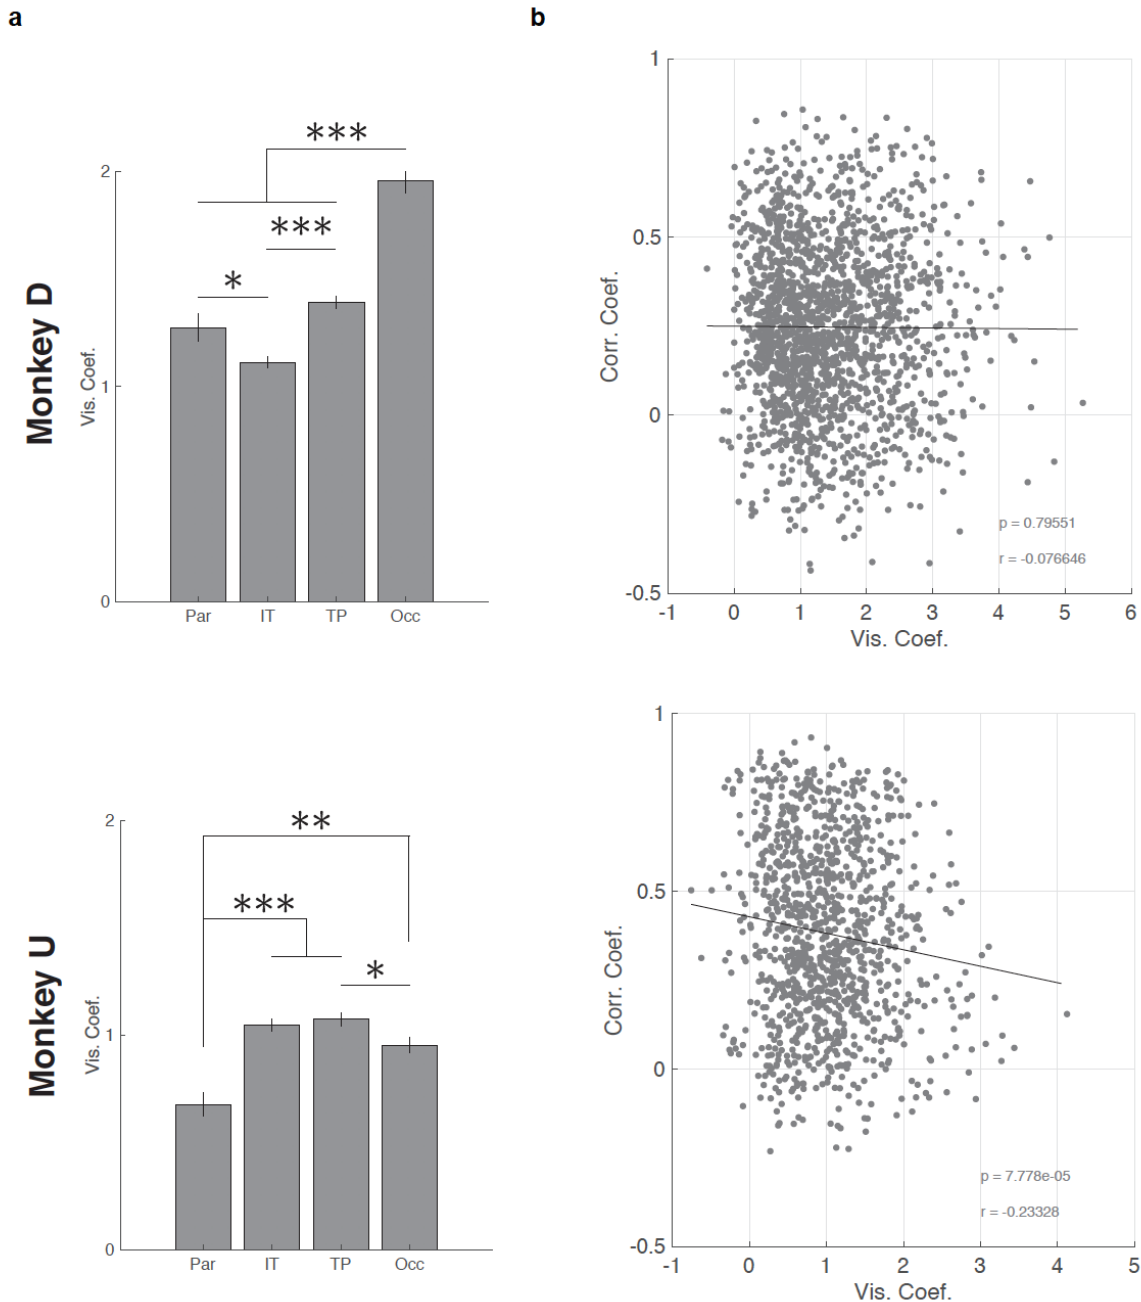 a
b
Monkey D
Vis. Coef.
2
1
0
***
***
*
Par IT TP Occ
Corr. Coef.
1
0.5
0
-0.5
p = 0.79551
r = -0.076646
-1 0 1 2 3 4 5 6
Vis. Coef.
Monkey U
Vis. Coef.
2
1
0
**
***
*
Par IT TP Occ
Corr. Coef.
1
0.5
0
-0.5
p = 7.778e-05
r = -0.23328
-1 0 1 2 3 4 5
Vis. Coef.